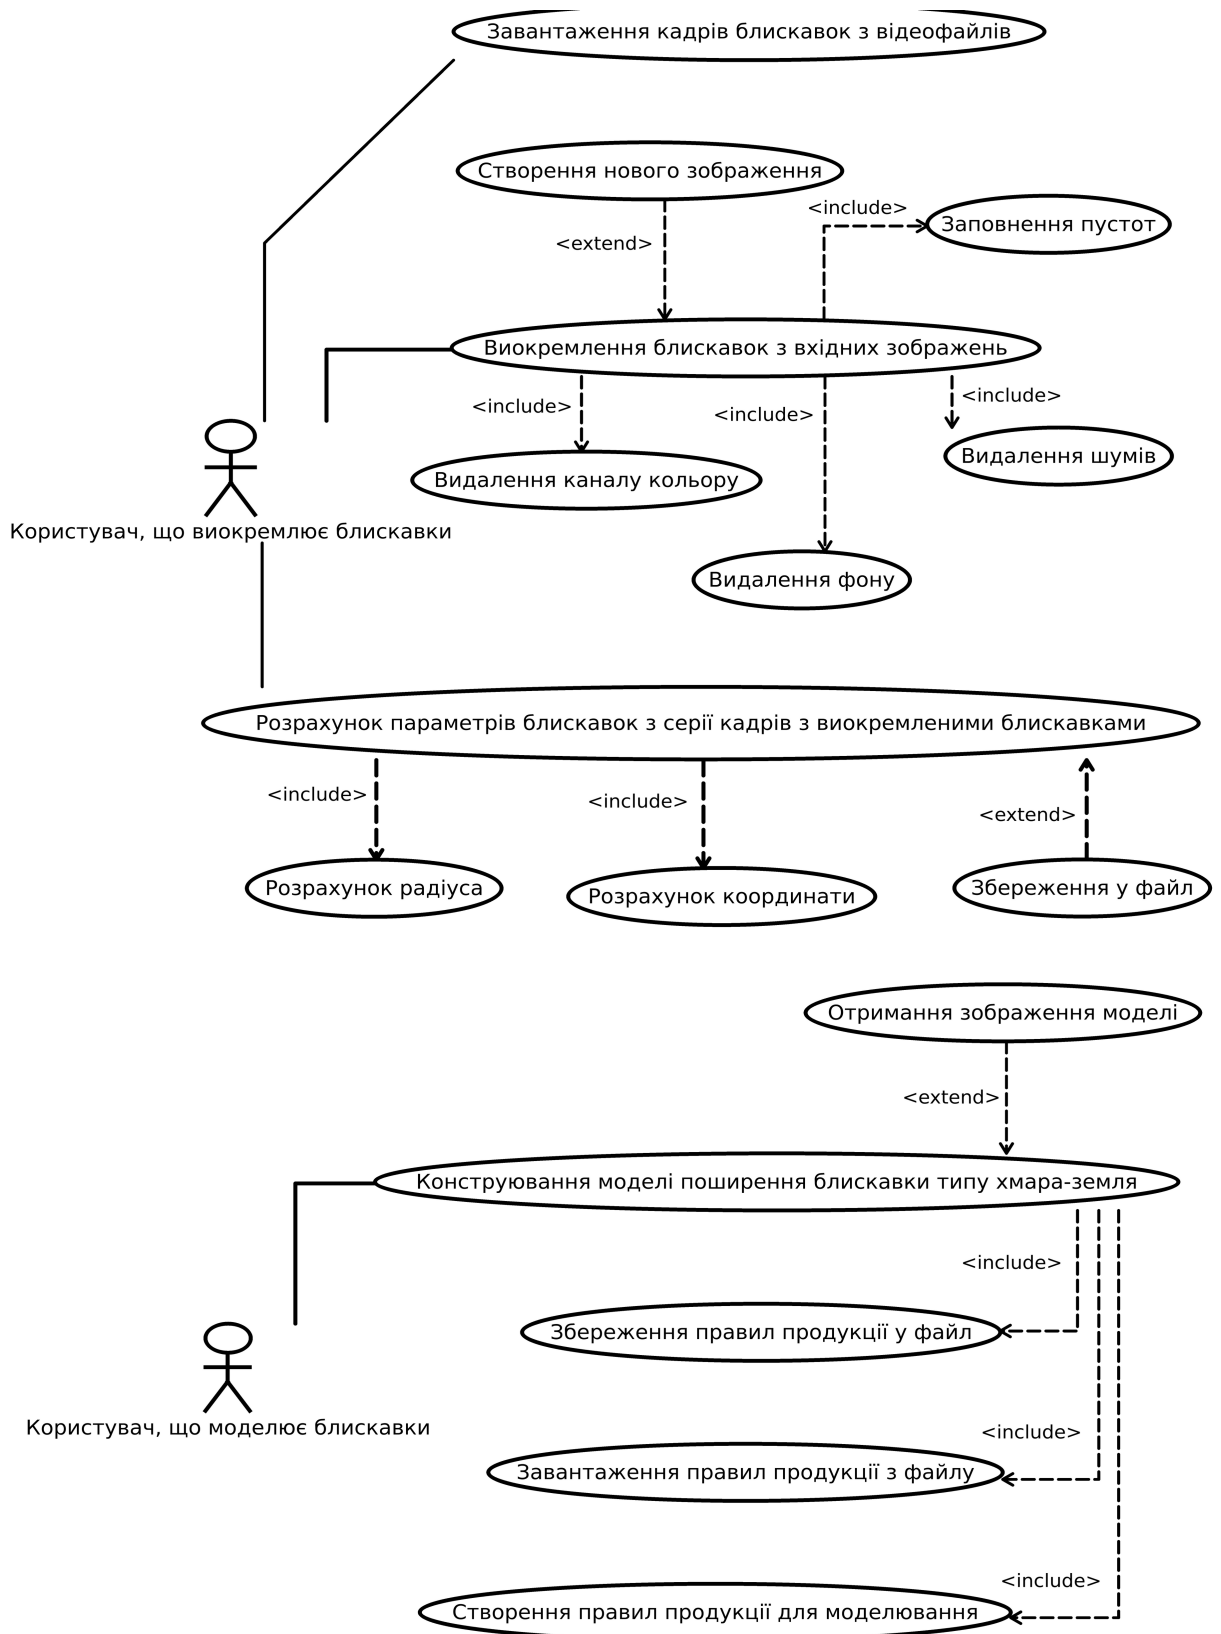 Завантаження кадрів блискавок з відеофайлів
Створення нового зображення
<include>
Заповнення пустот
<extend>
Виокремлення блискавок з вхідних зображень
<include>
<include>
<include>
Видалення шумів
Видалення каналу кольору
Користувач, що виокремлює блискавки
Видалення фону
Розрахунок параметрів блискавок з серії кадрів з виокремленими блискавками
<include>
<include>
<extend>
Розрахунок радіуса
Розрахунок координати
Збереження у файл
Отримання зображення моделі
<extend>
Конструювання моделі поширення блискавки типу хмара-земля
<include>
Збереження правил продукції у файл
Користувач, що моделює блискавки
<include>
Завантаження правил продукції з файлу
<include>
Створення правил продукції для моделювання